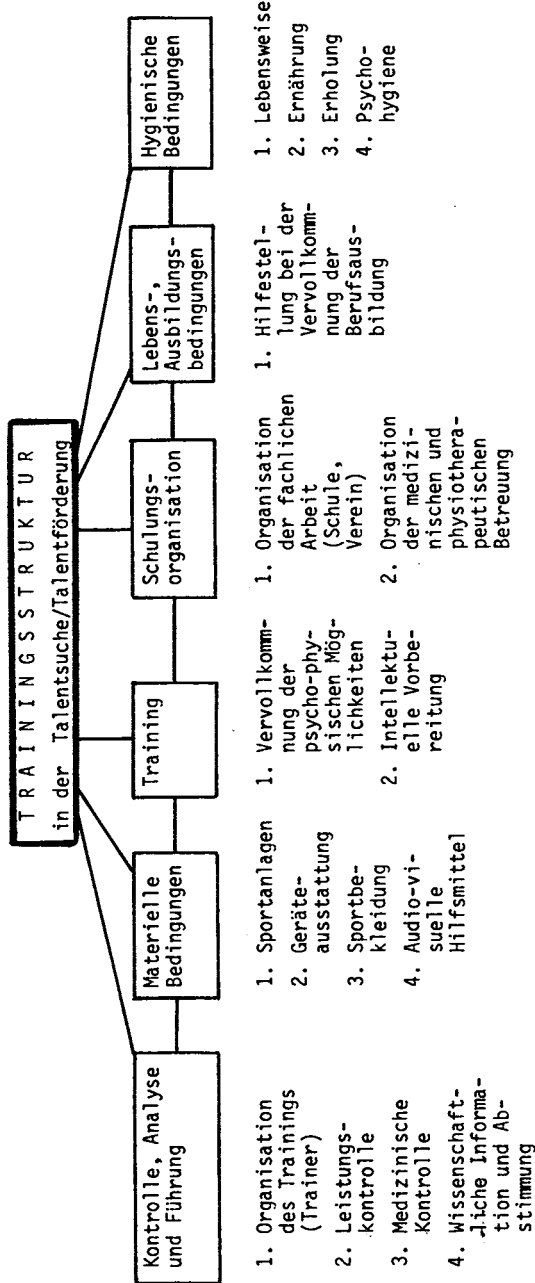 TRAININGSSTRUKTUR
in der Talentsuche/Talentförderung
Kontrolle, Analyse
und Führung
1. Organisation
des Trainings
(Trainer)
2. Leistungs-
kontrolle
3. Medizinische
Kontrolle
4. Wissenschaft-
liche Informa-
tion und Ab-
stimmung
Materielle
Bedingungen
1. Sportanlagen
2. Geräte-
ausstattung
3. Sportbe-
kleidung
4. Audio-vi-
suelle
Hilfsmittel
Training
1. Vervollkomm-
nung der
psycho-phy-
sischen Mög-
lichkeiten
2. Intellektu-
elle Vorbe-
reitung
Schulungs-
organisation
1. Organisation
der fachlichen
Arbeit
(Schule,
Verein)
2. Organisation
der medizi-
nischen und
physiothera-
peutischen
Betreuung
Lebens-,
Ausbildungs-
bedingungen
1. Hilfestel-
lung bei der
Vervollkomm-
nung der
Berufsaus-
bildung
Hygienische
Bedingungen
1. Lebensweise
2. Ernährung
3. Erholung
4. Psycho-
hygiene